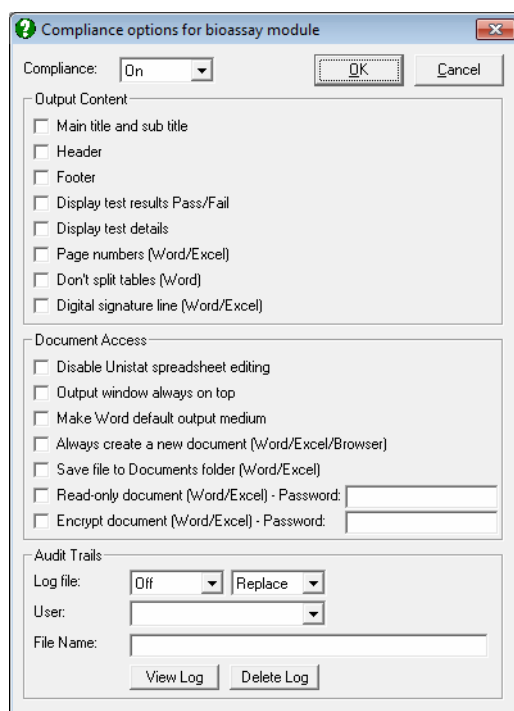 Compliance options for bioassay module
Compliance: On OK Cancel
Output Content
Main title and sub title
Header
Footer
Display test results Pass/Fail
Display test details
Page numbers (Word/Excel)
Don't split tables (Word)
Digital signature line (Word/Excel)
Document Access
Disable Unistat spreadsheet editing
Output window always on top
Make Word default output medium
Always create a new document (Word/Excel/Browser)
Save file to Documents folder (Word/Excel)
Read-only document (Word/Excel) - Password:
Encrypt document (Word/Excel) - Password:
Audit Trails
Log file: Off Replace
User:
File Name:
View Log Delete Log